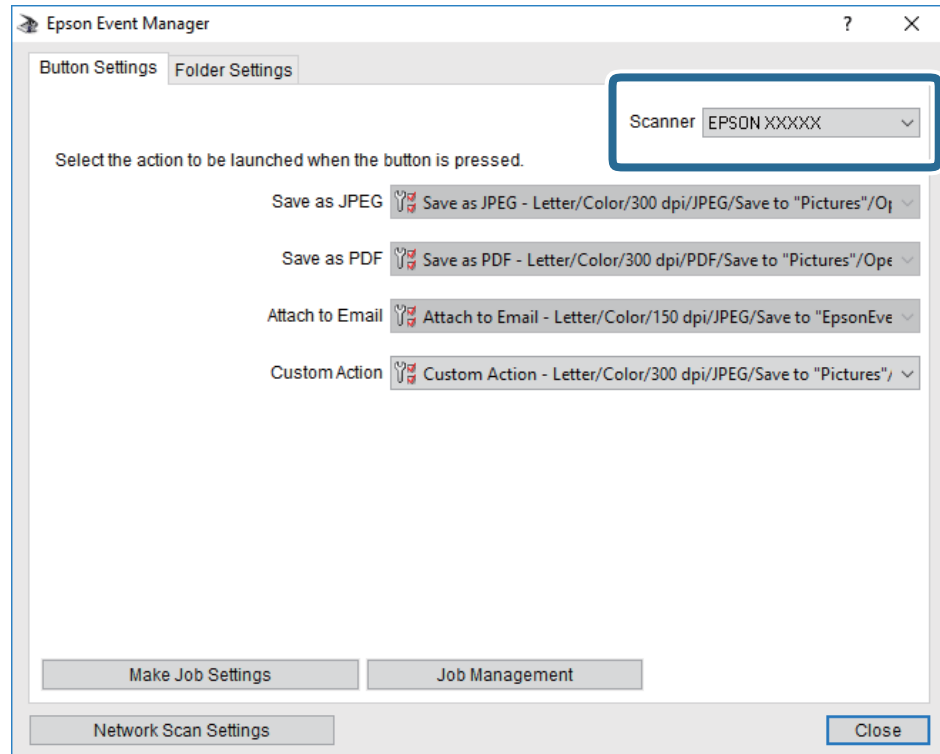 Epson Event Manager
Button Settings Folder Settings
Scanner EPSON XXXXX
Select the action to be launched when the button is pressed.
Save as JPEG Save as JPEG - Letter/Color/300 dpi/JPEG/Save to "Pictures"/Op
Save as PDF Save as PDF - Letter/Color/300 dpi/PDF/Save to "Pictures"/Ope
Attach to Email Attach to Email - Letter/Color/150 dpi/JPEG/Save to "EpsonEve
Custom Action Custom Action - Letter/Color/300 dpi/JPEG/Save to "Pictures"/
Make Job Settings Job Management
Network Scan Settings Close